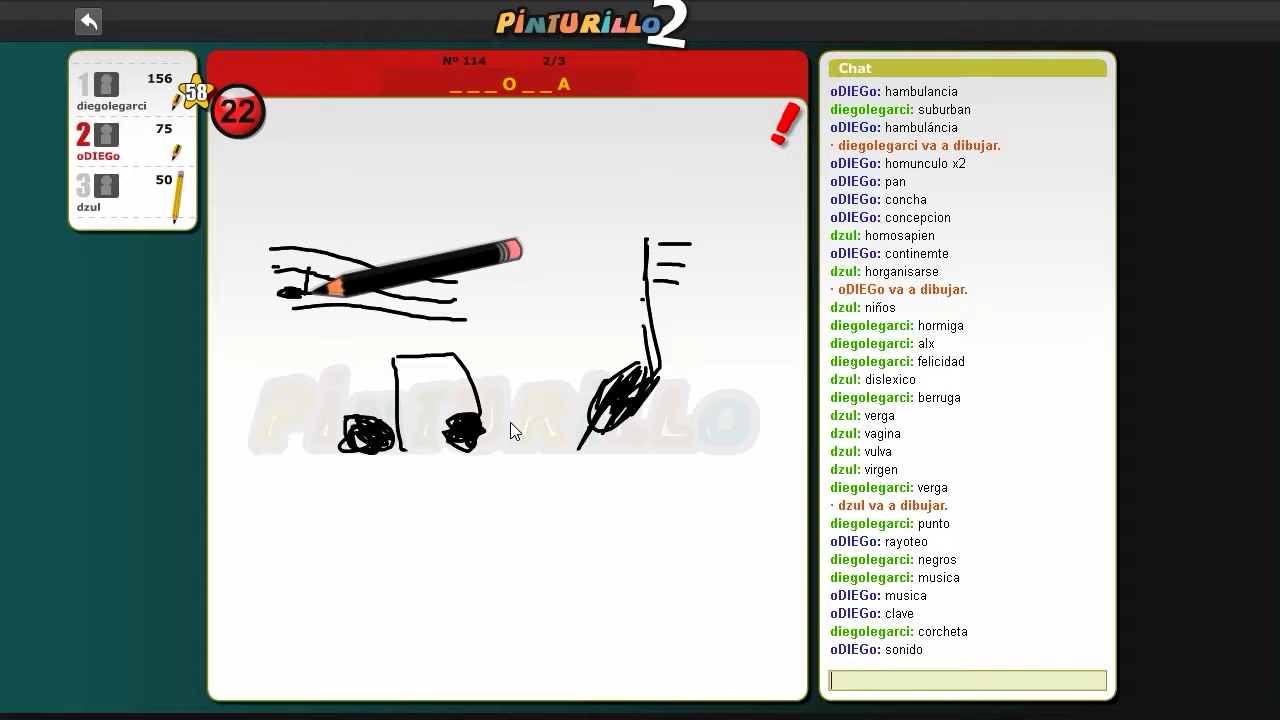 PINTURILLO 2
Nº 114 2/3
_ _ _ O _ _ A
22
1 156
diegolegarci
58
2 75
oDIEGo
3 50
dzul
PINTURILLO
Chat
oDIEGo: hambulancia
diegolegarci: suburban
oDIEGo: hambuláncia
· diegolegarci va a dibujar.
oDIEGo: homunculo x2
oDIEGo: pan
oDIEGo: concha
oDIEGo: concepcion
dzul: homosapien
oDIEGo: continemte
dzul: horganisarse
· oDIEGo va a dibujar.
dzul: niños
diegolegarci: hormiga
diegolegarci: alx
diegolegarci: felicidad
dzul: dislexico
diegolegarci: berruga
dzul: verga
dzul: vagina
dzul: vulva
dzul: virgen
diegolegarci: verga
· dzul va a dibujar.
diegolegarci: punto
oDIEGo: rayoteo
diegolegarci: negros
diegolegarci: musica
oDIEGo: musica
oDIEGo: clave
diegolegarci: corcheta
oDIEGo: sonido